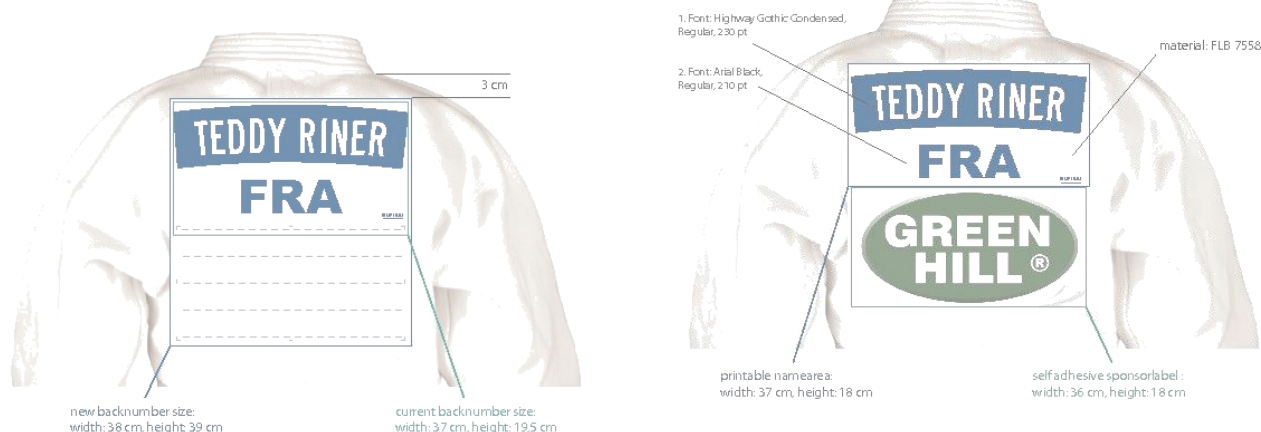 3 cm
TEDDY RINER
FRA
new backnumber size:
width: 38 cm, height: 39 cm
current backnumber size:
width: 37 cm, height: 19.5 cm
1. Font: Highway Gothic Condensed,
Regular, 230 pt
2. Font: Arial Black,
Regular, 210 pt
material: FLB 7558
TEDDY RINER
FRA
GREEN
HILL ®
printable namearea:
width: 37 cm, height: 18 cm
self adhesive sponsorlabel :
width: 36 cm, height: 18 cm